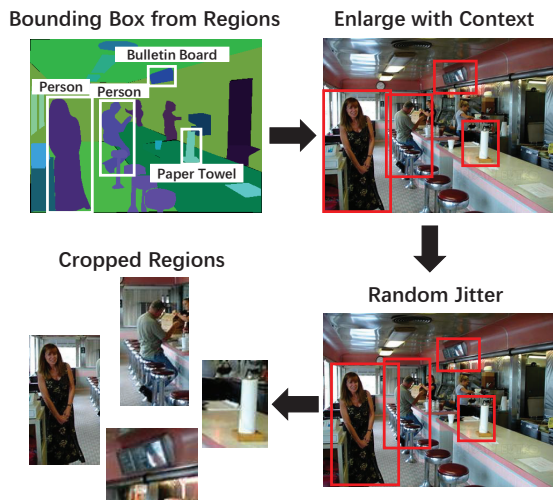 Bounding Box from Regions
Enlarge with Context
Bulletin Board
Person
Person
Paper Towel
Cropped Regions
Random Jitter